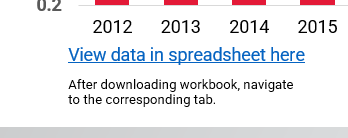 0.2
2012 2013 2014 2015
View data in spreadsheet here
After downloading workbook, navigate
to the corresponding tab.